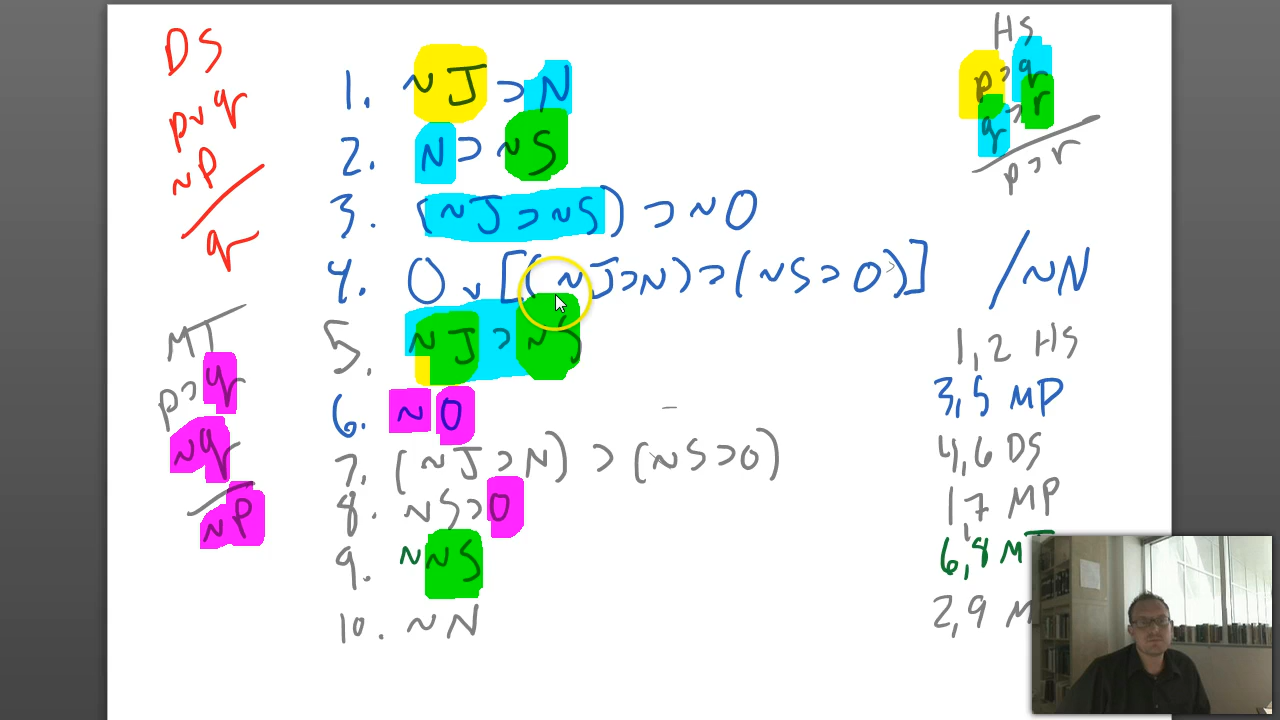 DS
p v q
~P
q
MT
p ⊃ q
~q
~P
HS
p ⊃ q
q ⊃ r
p ⊃ r
1. ~J ⊃ N
2. N ⊃ ~S
3. (~J ⊃ ~S) ⊃ ~O
4. O v [(~J ⊃ N) ⊃ (~S ⊃ O)] / ~N
5. ~J ⊃ ~S 1,2 HS
6. ~O 3,5 MP
7. (~J ⊃ N) ⊃ (~S ⊃ O) 4,6 DS
8. ~S ⊃ O 1,7 MP
9. ~~S 6,8 MT
10. ~N 2,9 M